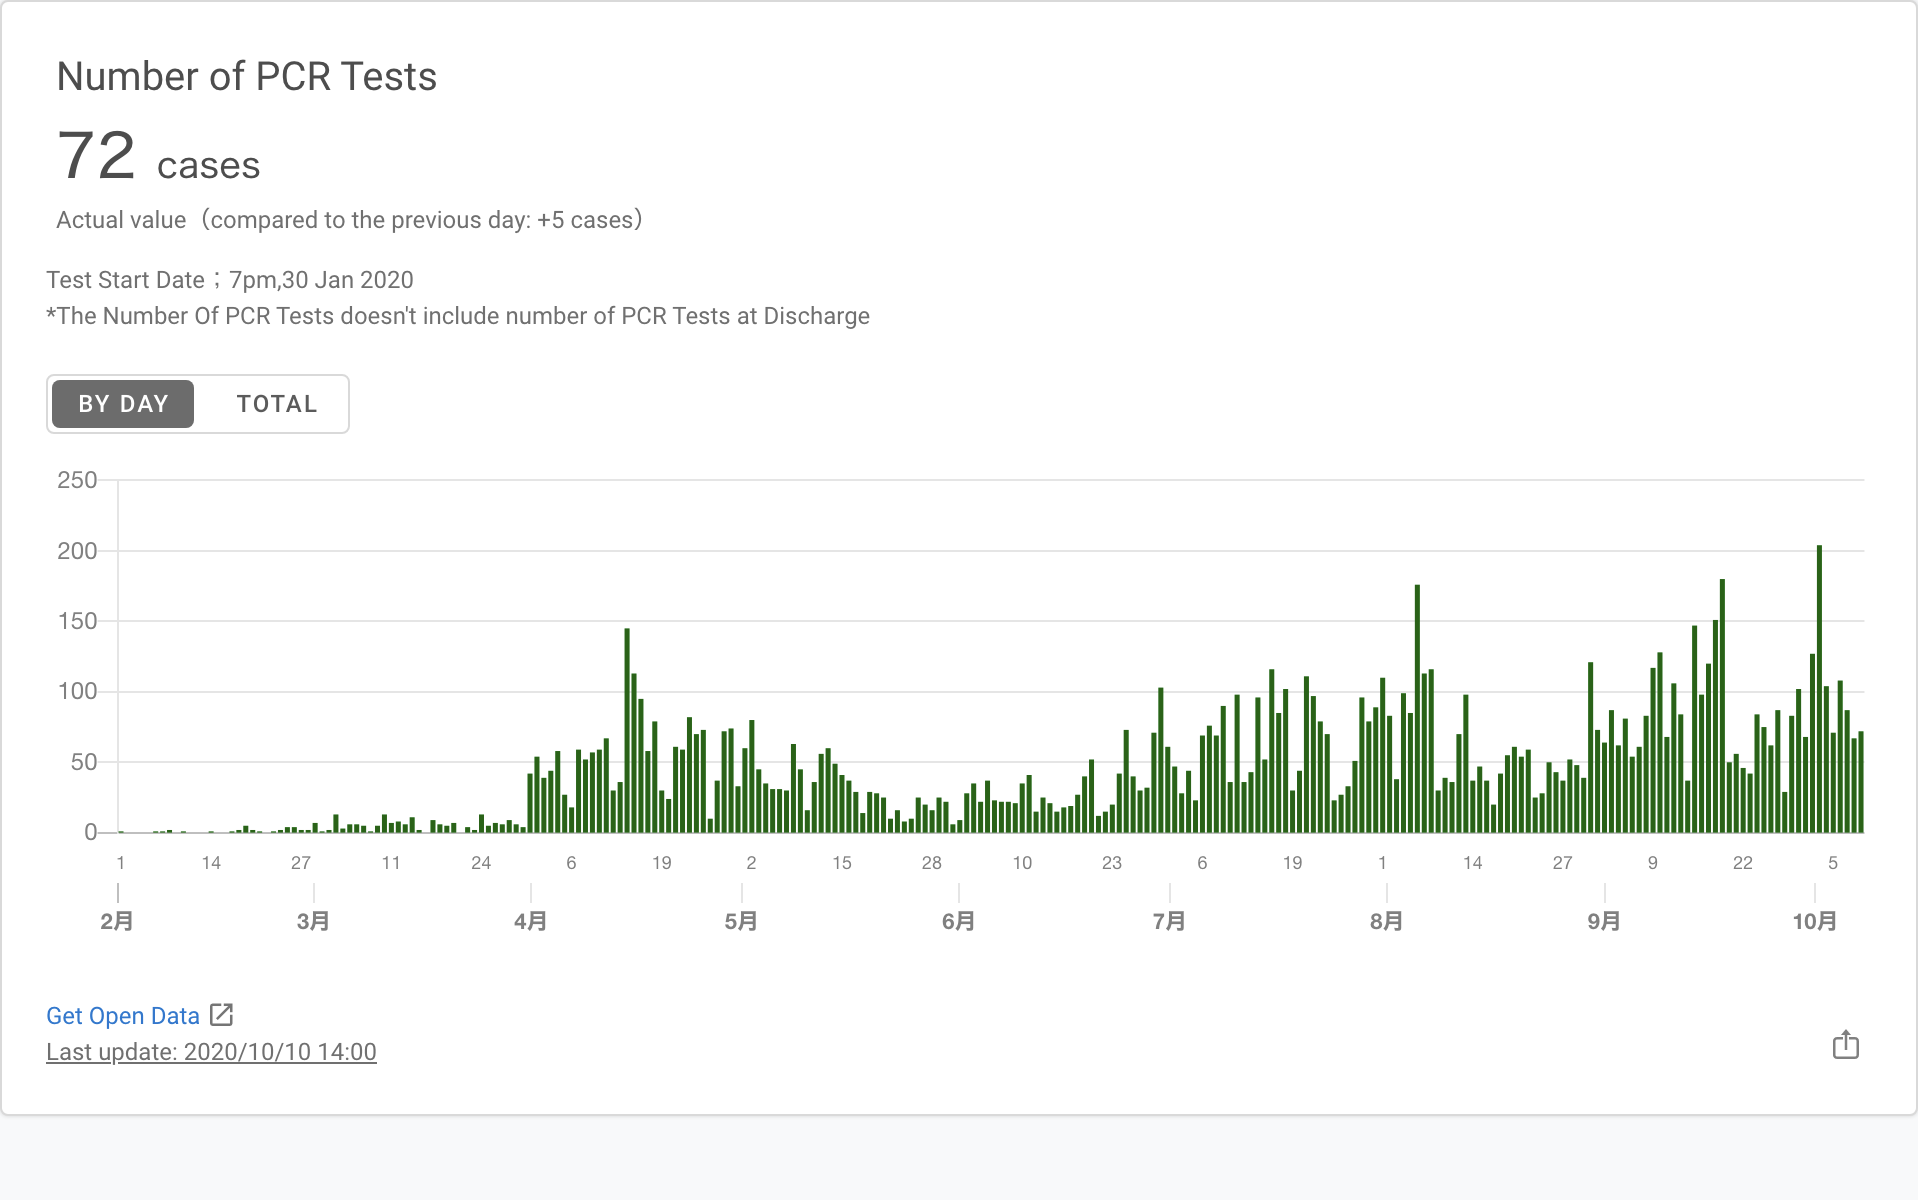 Number of PCR Tests
72 cases
Actual value（compared to the previous day: +5 cases）
Test Start Date；7pm,30 Jan 2020
*The Number Of PCR Tests doesn't include number of PCR Tests at Discharge
BY DAY TOTAL
250
200
150
100
50
0
1 14 27 11 24 6 19 2 15 28 10 23 6 19 1 14 27 9 22 5
2月 3月 4月 5月 6月 7月 8月 9月 10月
Get Open Data
Last update: 2020/10/10 14:00